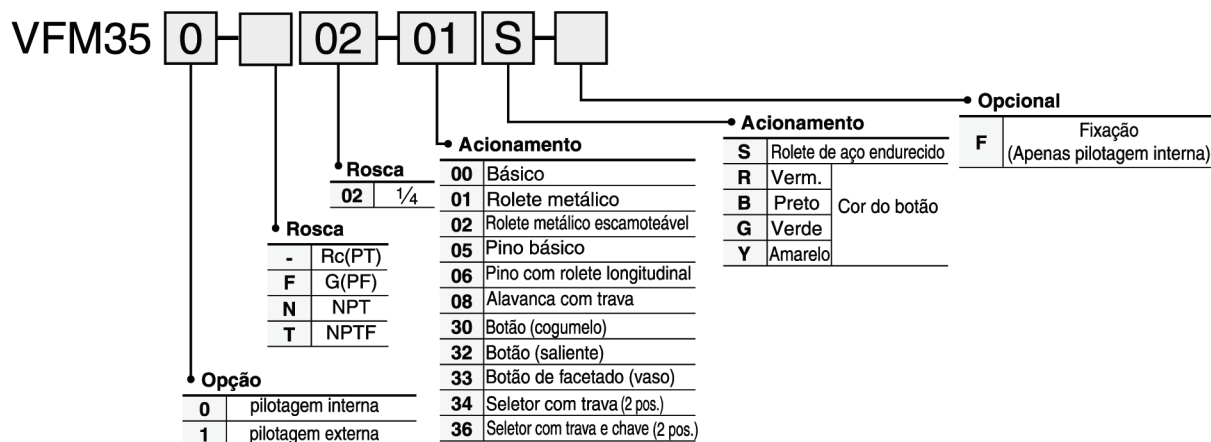 VFM35 0 - 02 - 01 S -
Opcional
F Fixação
(Apenas pilotagem interna)
Acionamento
S Rolete de aço endurecido
R Verm.
B Preto
G Verde
Y Amarelo
Cor do botão
Acionamento
00 Básico
01 Rolete metálico
02 Rolete metálico escamoteável
05 Pino básico
06 Pino com rolete longitudinal
08 Alavanca com trava
30 Botão (cogumelo)
32 Botão (saliente)
33 Botão de facetado (vaso)
34 Seletor com trava (2 pos.)
36 Seletor com trava e chave (2 pos.)
Rosca
02 1/4
Rosca
- Rc(PT)
F G(PF)
N NPT
T NPTF
Opção
0 pilotagem interna
1 pilotagem externa